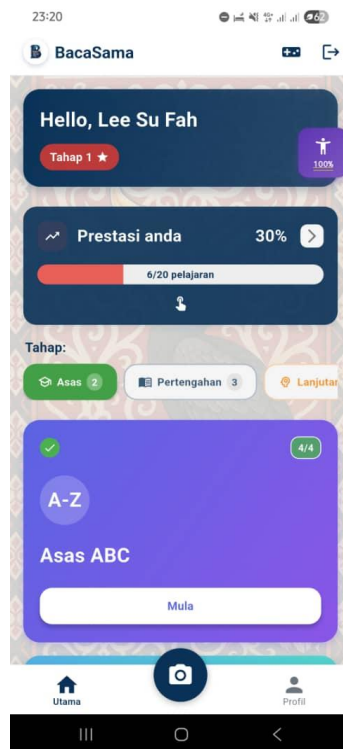 23:20
62
BacaSama
Hello, Lee Su Fah
Tahap 1
100%
Prestasi anda 30%
6/20 pelajaran
Tahap:
Asas 2 Pertengahan 3 Lanjutan
4/4
A-Z
Asas ABC
Mula
Utama Profil